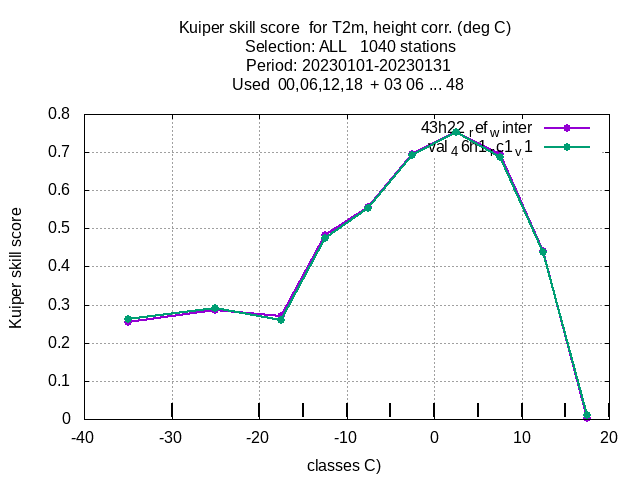 Kuiper skill score  for T2m, height corr. (deg C)
Selection: ALL   1040 stations
Period: 20230101-20230131
Used  00,06,12,18  + 03 06 ... 48
0.8
0.7
0.6
0.5
0.4
0.3
0.2
0.1
0
Kuiper skill score
43h22_ref_winter
val_46h1_rc1_v1
-40 -30 -20 -10 0 10 20
classes C)